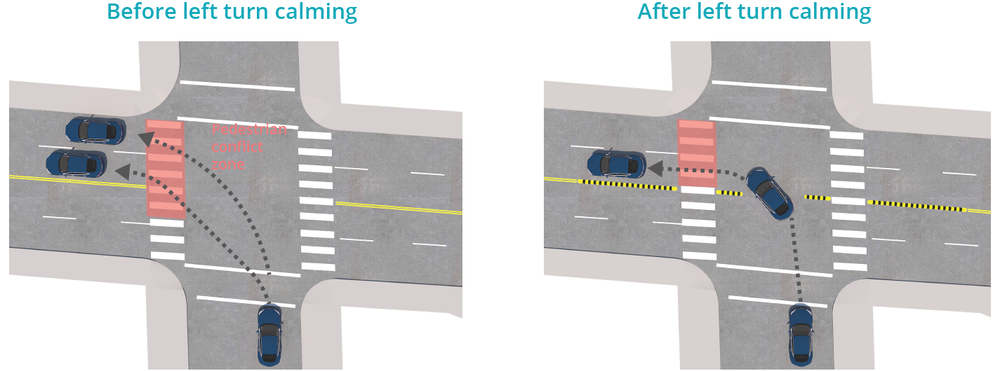 Before left turn calming
After left turn calming
Pedestrian
conflict
zone